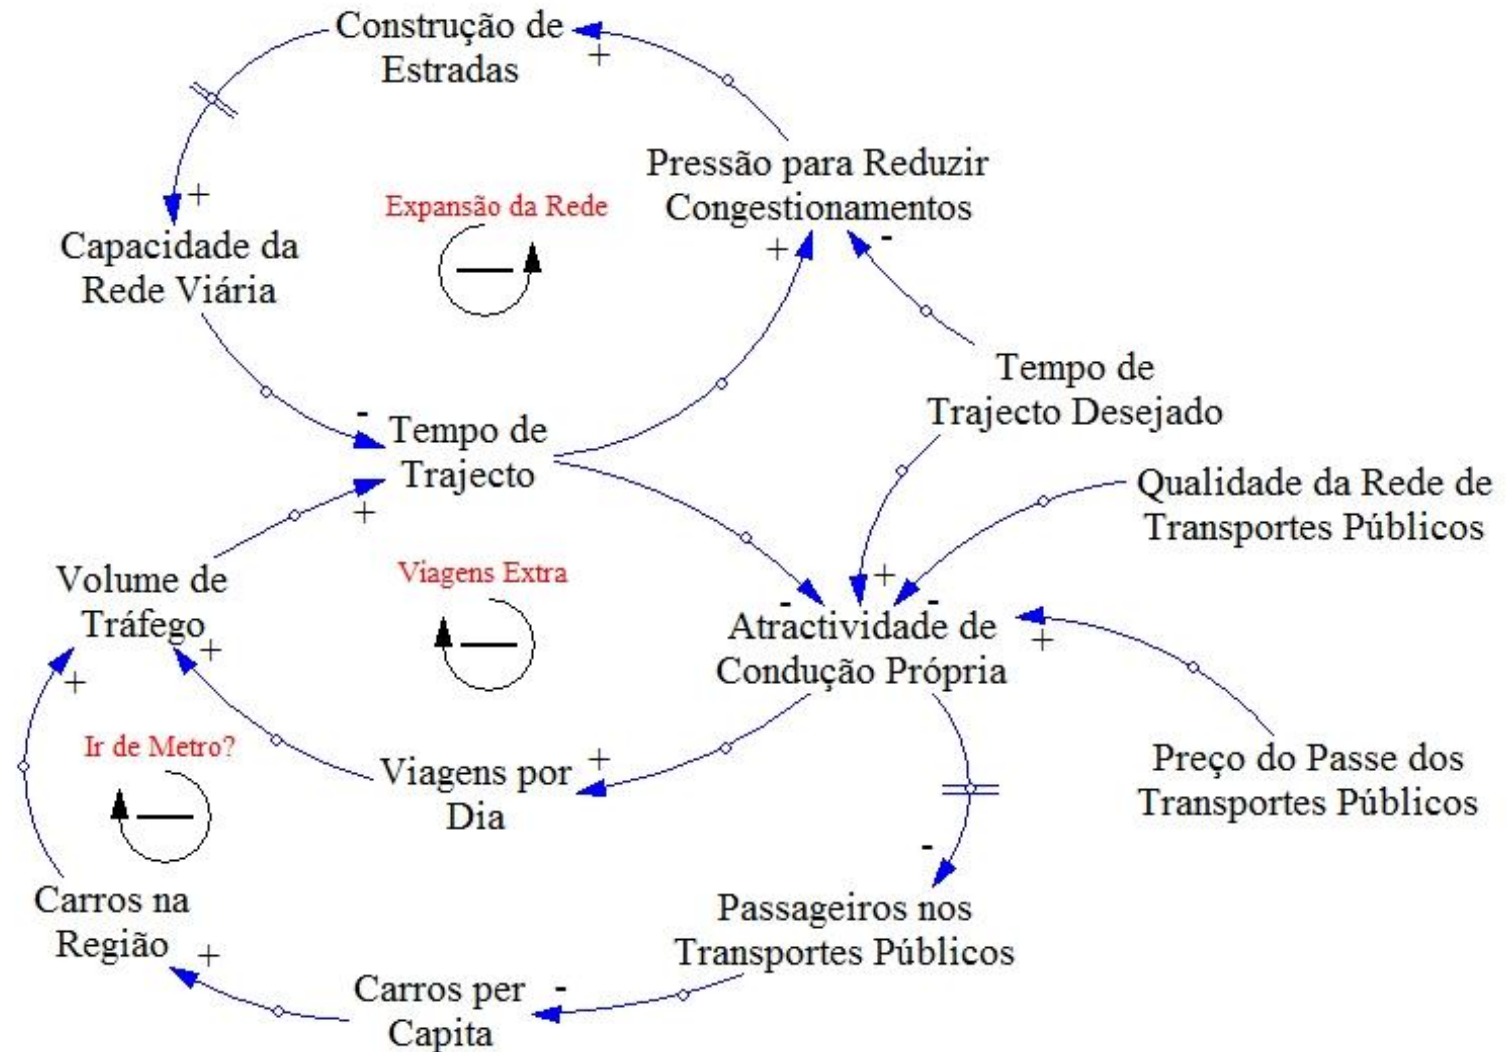 Construção de
Estradas
+
Pressão para Reduzir
Congestionamentos
+
Expansão da Rede
-
+
Capacidade da
Rede Viária
Tempo de
Trajecto Desejado
-
Tempo de
Trajecto
+
Qualidade da Rede de
Transportes Públicos
Volume de
Tráfego
Viagens Extra
+
-
+
-
Atractividade de
Condução Própria
+
+
Ir de Metro?
Viagens por
Dia
+
Preço do Passe dos
Transportes Públicos
-
Carros na
Região
+
Passageiros nos
Transportes Públicos
Carros per
Capita
-